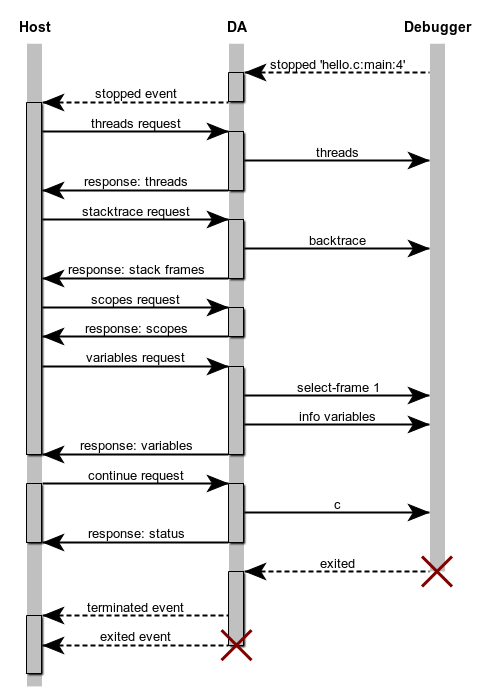 Host DA Debugger
stopped 'hello.c:main:4'
stopped event
threads request
threads
response: threads
stacktrace request
backtrace
response: stack frames
scopes request
response: scopes
variables request
select-frame 1
info variables
response: variables
continue request
c
response: status
exited
terminated event
exited event